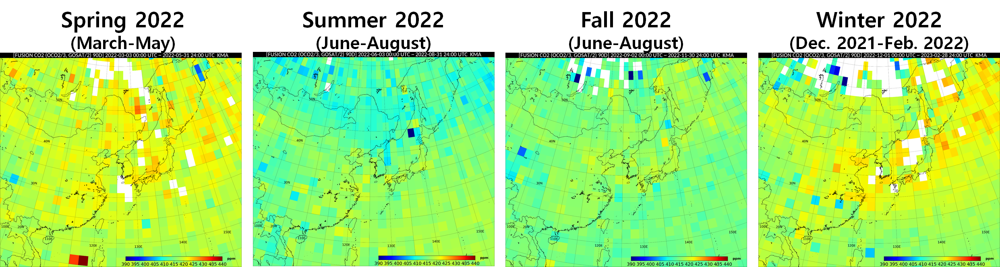 Spring 2022
(March-May)
[FUSION CO2 (OCO2/3, GOSAT/2) 90D] 2022-03-03 00:00 UTC ~ 2022-05-31 24:00 UTC KMA
50N
40N
30N
100E
20N
110E
120E
130E
140E
150E
ppm
390 395 400 405 410 415 420 425 430 435 440
Summer 2022
(June-August)
[FUSION CO2 (OCO2/3, GOSAT/2) 90D] 2022-06-03 00:00 UTC ~ 2022-08-31 24:00 UTC KMA
50N
40N
30N
100E
20N
110E
120E
130E
140E
150E
ppm
390 395 400 405 410 415 420 425 430 435 440
Fall 2022
(June-August)
[FUSION CO2 (OCO2/3, GOSAT/2) 90D] 2022-09-02 00:00 UTC ~ 2022-11-30 24:00 UTC KMA
50N
40N
30N
100E
20N
110E
120E
130E
140E
150E
ppm
390 395 400 405 410 415 420 425 430 435 440
Winter 2022
(Dec. 2021-Feb. 2022)
[FUSION CO2 (OCO2/3, GOSAT/2) 90D] 2022-12-01 00:00 UTC ~ 2023-02-28 24:00 UTC KMA
50N
40N
30N
100E
20N
110E
120E
130E
140E
150E
ppm
390 395 400 405 410 415 420 425 430 435 440